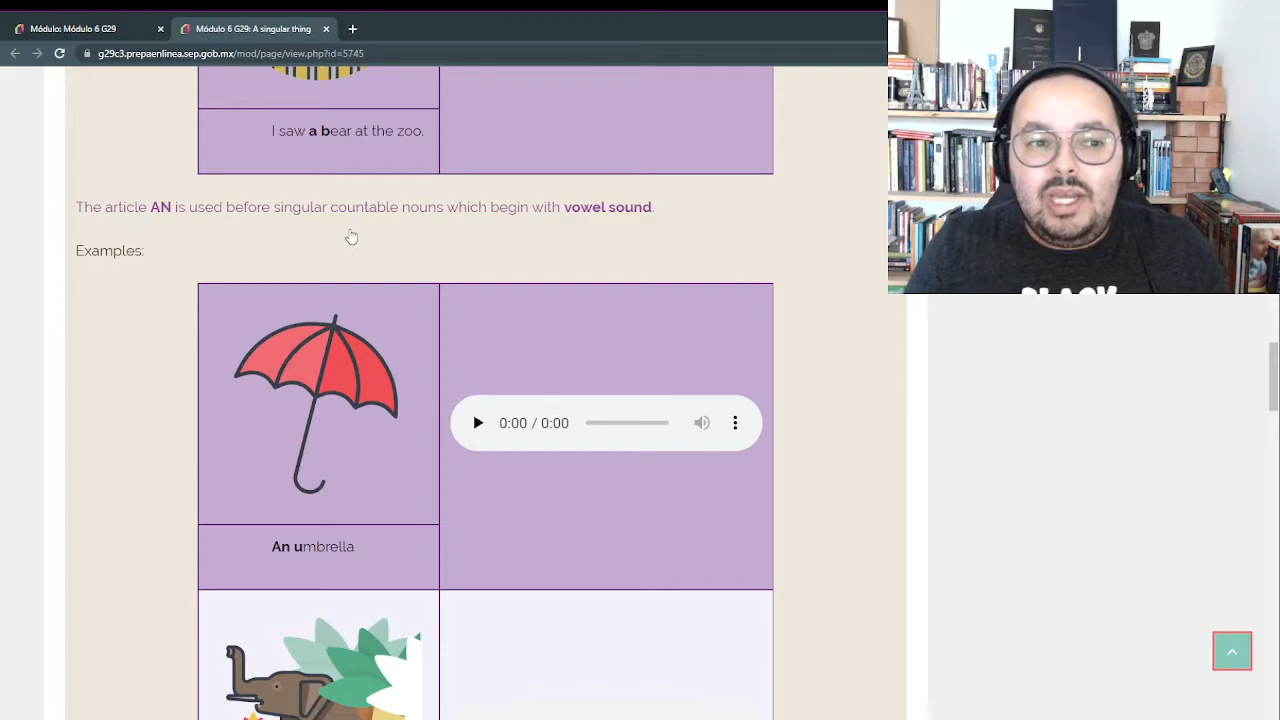 Módulo: Módulo 6 G29
Módulo 6 G29: A singular thing
g29c3.prepaenlinea.sep.gob.mx/mod/page/view.php?id=5745
I saw a bear at the zoo.
The article AN is used before singular countable nouns which begin with vowel sound.
Examples:
0:00 / 0:00
An umbrella